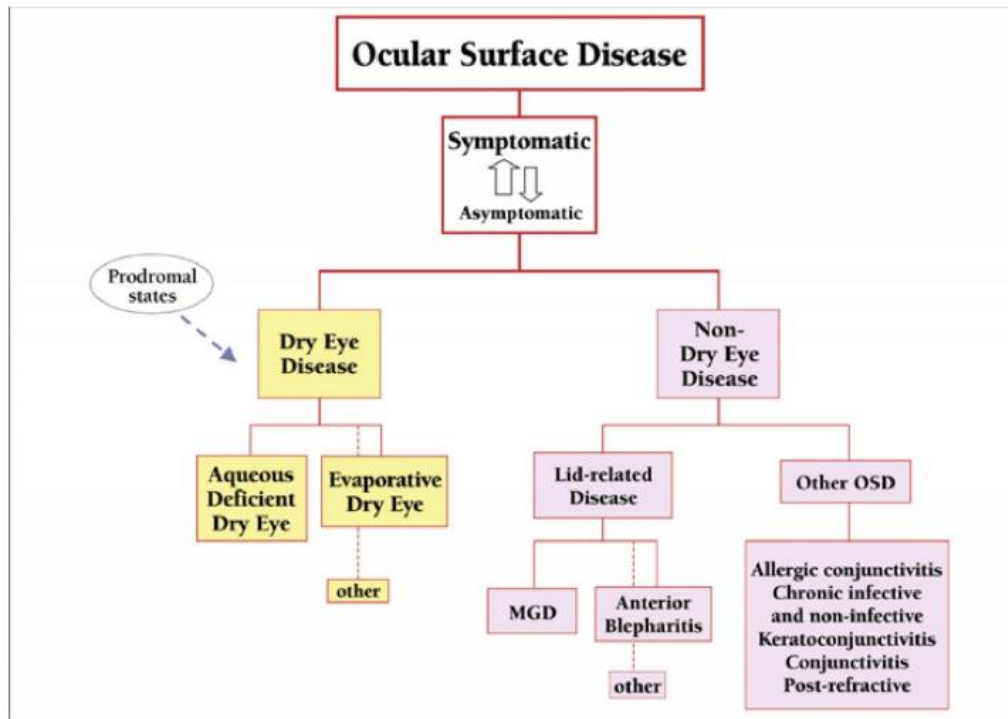 Ocular Surface Disease
Symptomatic
Asymptomatic
Prodromal
states
Dry Eye
Disease
Non-
Dry Eye
Disease
Aqueous
Deficient
Dry Eye
Evaporative
Dry Eye
other
Lid-related
Disease
Other OSD
MGD
Anterior
Blepharitis
other
Allergic conjunctivitis
Chronic infective
and non-infective
Keratoconjunctivitis
Conjunctivitis
Post-refractive